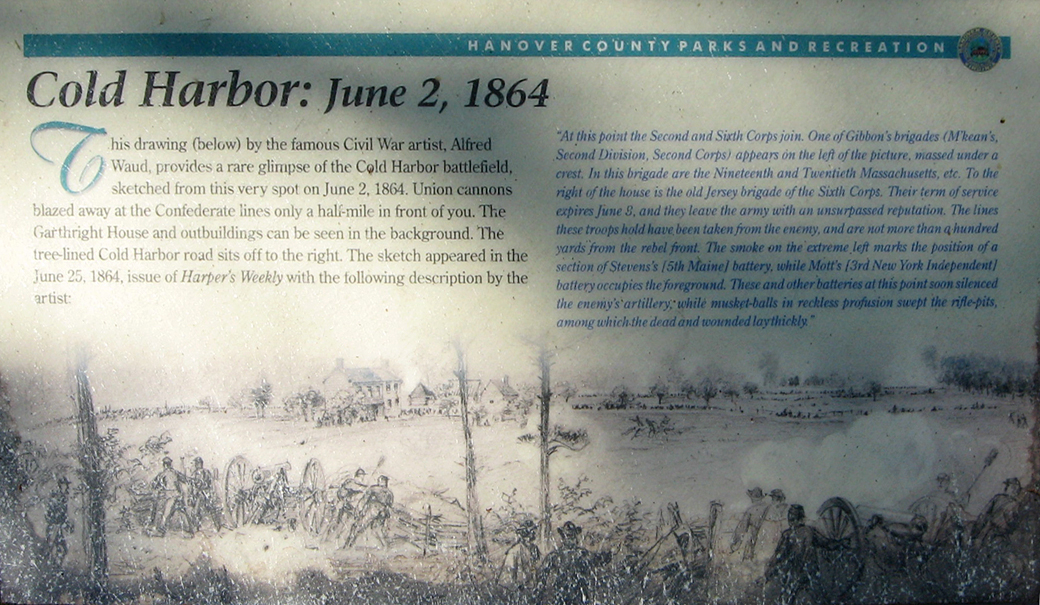 HANOVER COUNTY PARKS AND RECREATION
Cold Harbor: June 2, 1864
This drawing (below) by the famous Civil War artist, Alfred
Waud, provides a rare glimpse of the Cold Harbor battlefield,
sketched from this very spot on June 2, 1864. Union cannons
blazed away at the Confederate lines only a half-mile in front of you. The
Garthright House and outbuildings can be seen in the background. The
tree-lined Cold Harbor road sits off to the right. The sketch appeared in the
June 25, 1864, issue of Harper's Weekly with the following description by the
artist:
"At this point the Second and Sixth Corps join. One of Gibbon's brigades (M'kean's,
Second Division, Second Corps) appears on the left of the picture, massed under a
crest. In this brigade are the Nineteenth and Twentieth Massachusetts, etc. To the
right of the house is the old Jersey brigade of the Sixth Corps. Their term of service
expires June 8, and they leave the army with an unsurpassed reputation. The lines
these troops hold have been taken from the enemy, and are not more than a hundred
yards from the rebel front. The smoke on the extreme left marks the position of a
section of Stevens's [5th Maine] battery, while Mott's [3rd New York Independent]
battery occupies the foreground. These and other batteries at this point soon silenced
the enemy's artillery, while musket-balls in reckless profusion swept the rifle-pits,
among which the dead and wounded lay thickly."